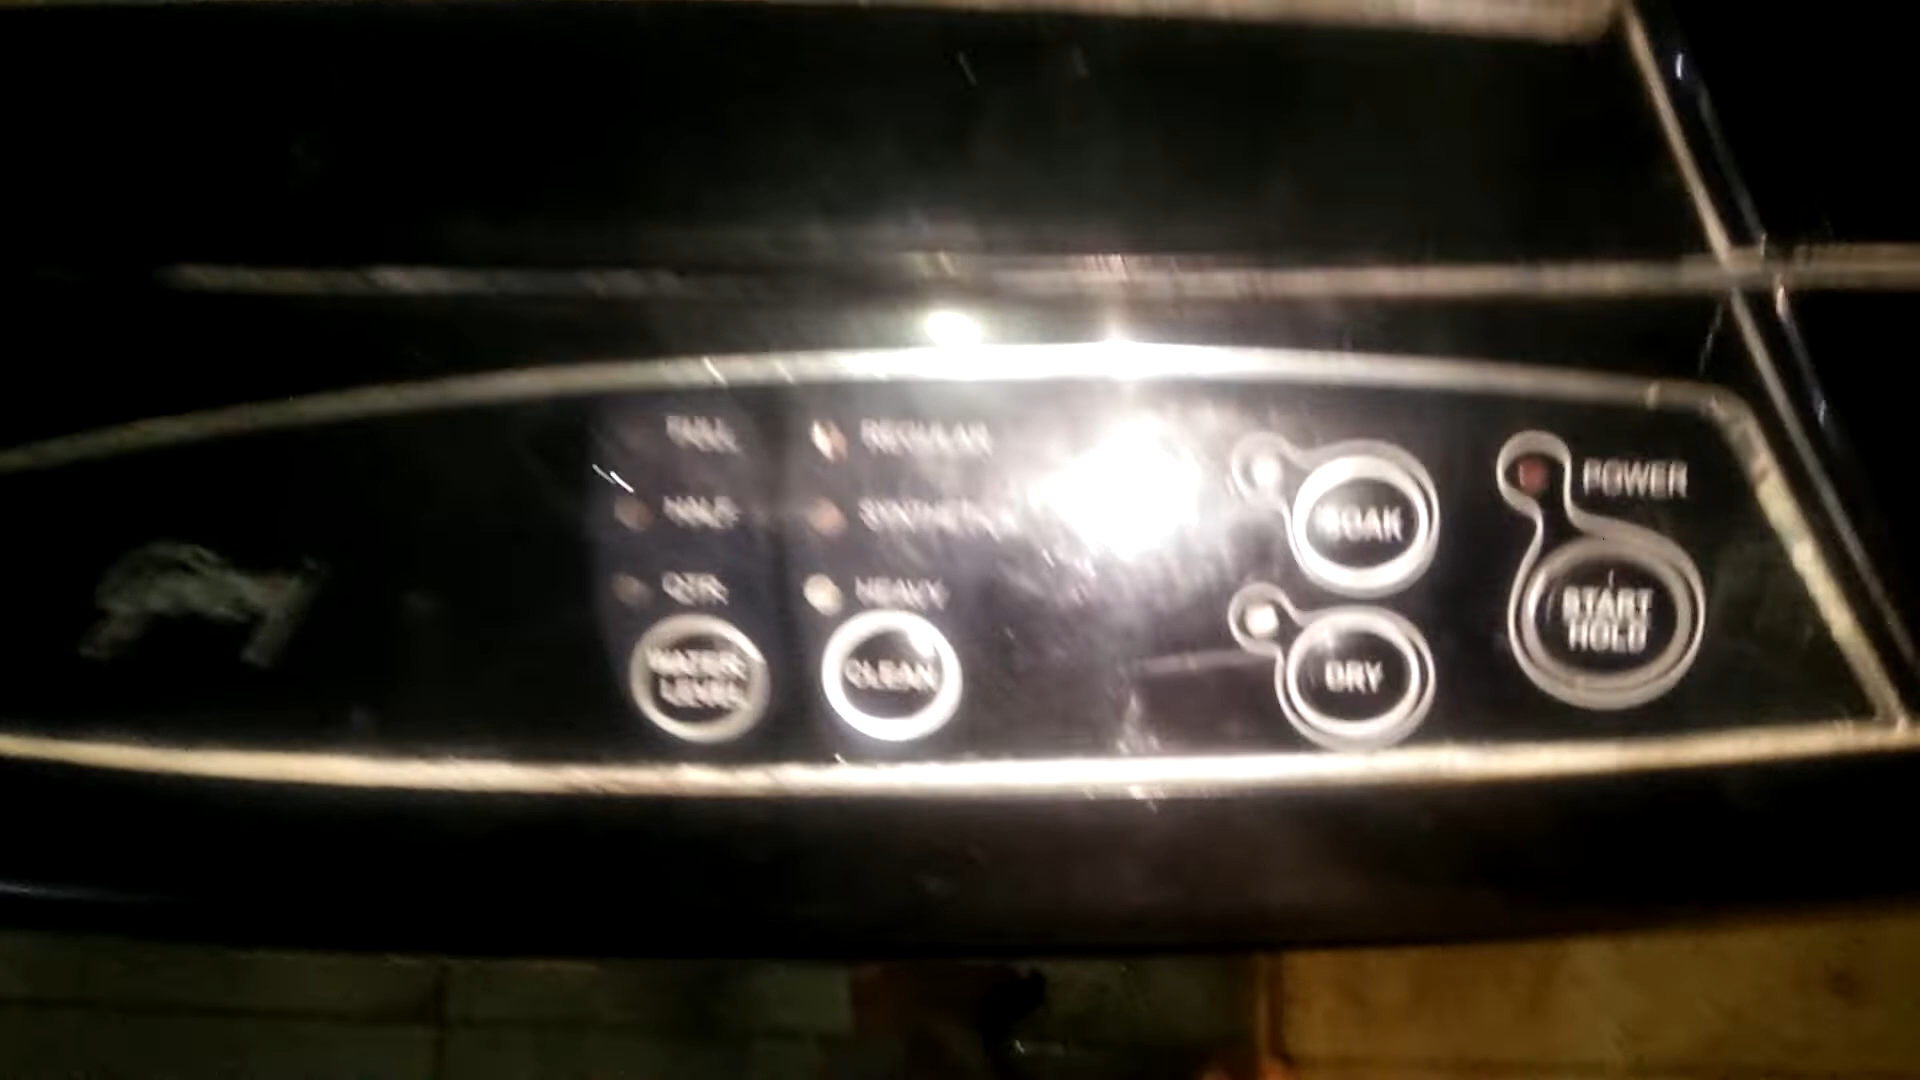 FULL
REGULAR
HALF
SYNTHETIC
QTR.
HEAVY
WATER
LEVEL
CLEAN
SOAK
DRY
POWER
START
HOLD